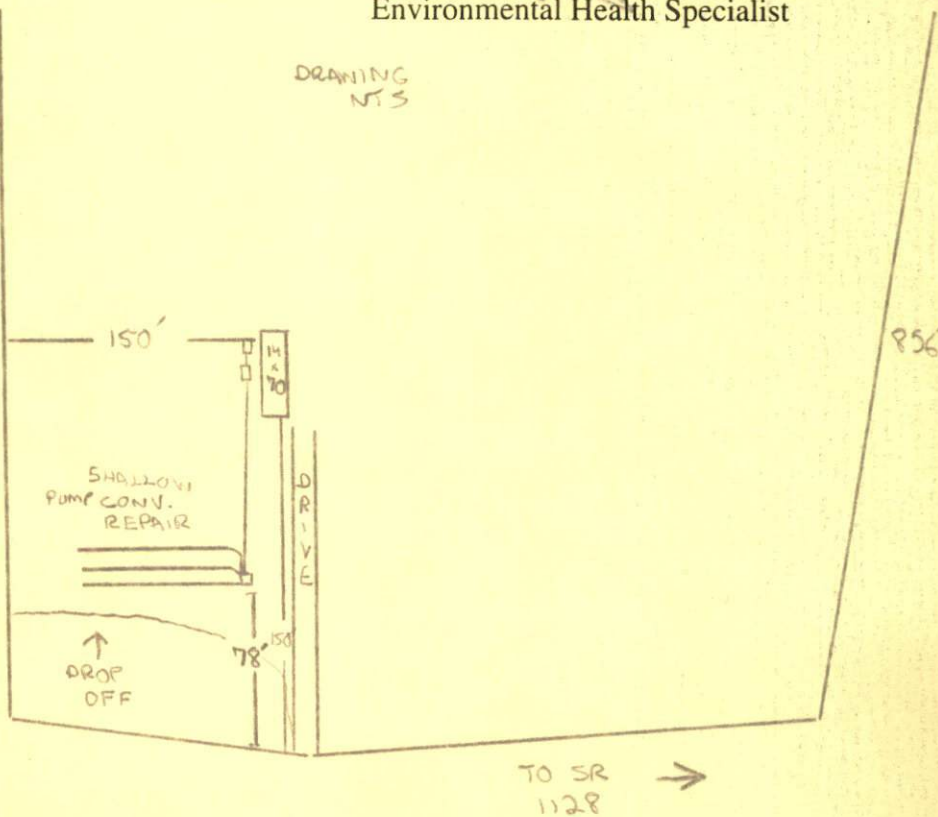 Environmental Health Specialist
DRAWING
NTS
150'
14
x
70
856
SHALLOW
PUMP CONV.
REPAIR
DRIVE
78'
150'
DROP
OFF
TO SR
1128